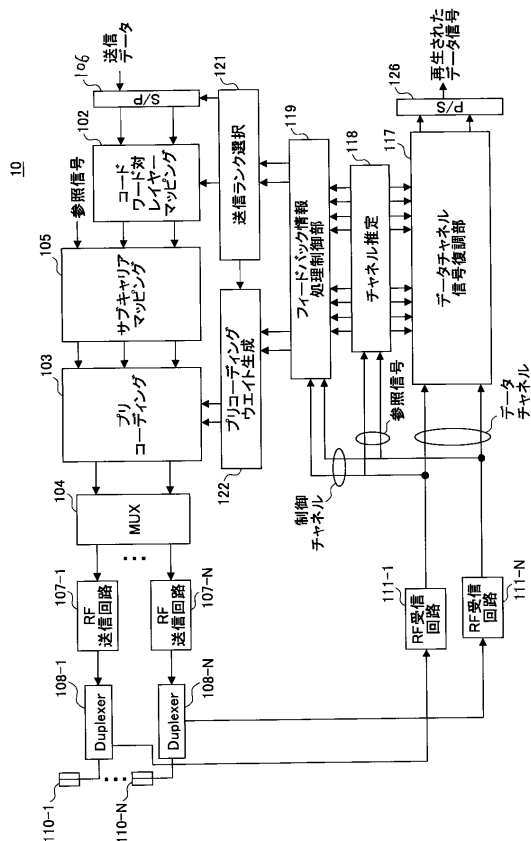 10
110-1
110-N
108-1
Duplexer
108-N
Duplexer
107-1
RF
送信回路
107-N
RF
送信回路
104
MUX
103
プリ
コーディング
105
サブキャリア
マッピング
参照信号
102
コード
ワード対
レイヤー
マッピング
106
S/P
送信
データ
122
プリコーディング
ウエイト生成
121
送信ランク選択
119
フィードバック情報
処理制御部
118
チャネル推定
117
データチャネル
信号復調部
126
P/S
再生された
データ信号
制御
チャネル
参照信号
データ
チャネル
111-1
RF受信
回路
111-N
RF受信
回路